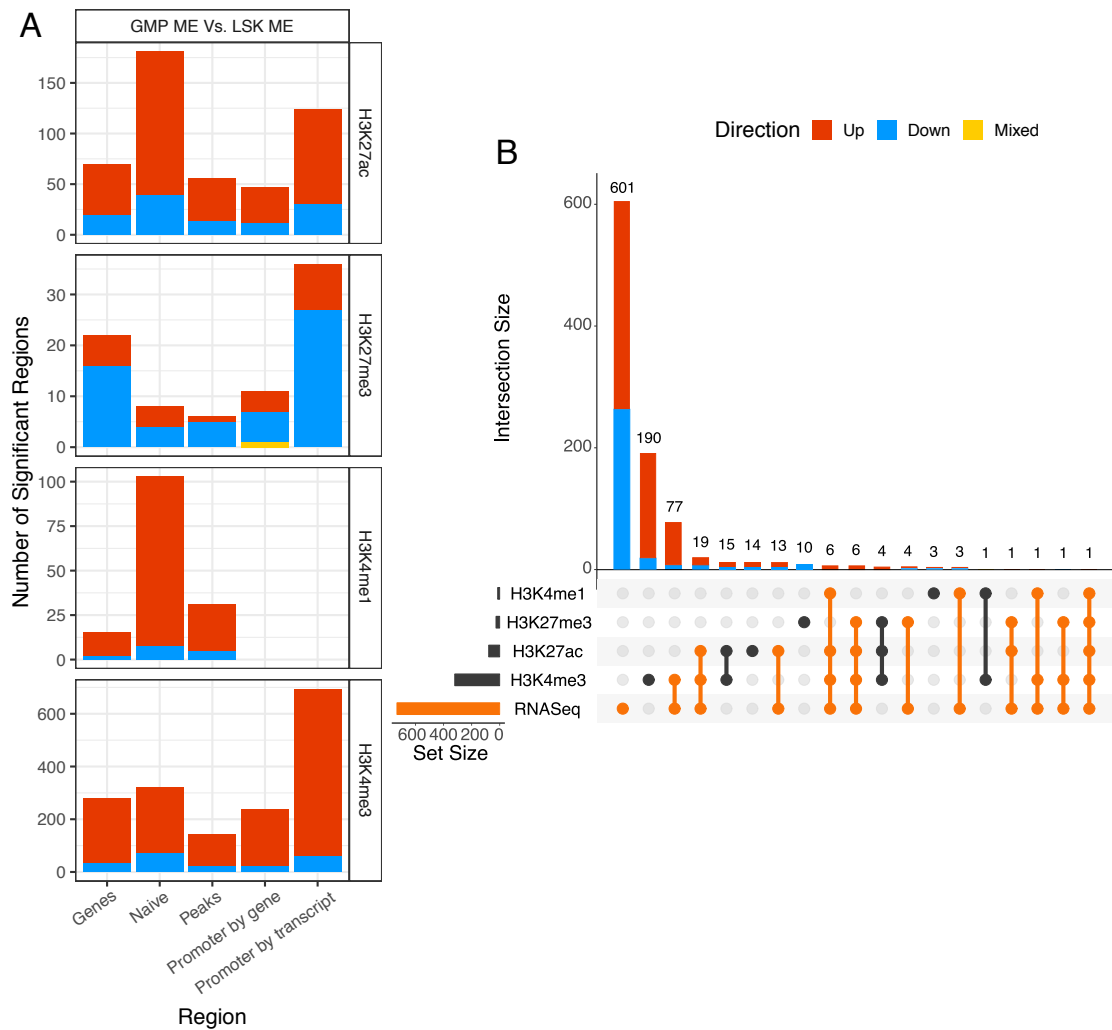 A
GMP ME Vs. LSK ME
Number of Significant Regions
150
100
50
0
H3K27ac
30
20
10
0
H3K27me3
100
75
50
25
0
H3K4me1
600
400
200
0
H3K4me3
Genes
Naive
Peaks
Promoter by gene
Promoter by transcript
Region
Direction Up Down Mixed
B
Intersection Size
600
400
200
0
601 190 77 19 15 14 13 10 6 6 4 4 3 3 1 1 1 1 1
H3K4me1
H3K27me3
H3K27ac
H3K4me3
RNASeq
600 400 200 0
Set Size